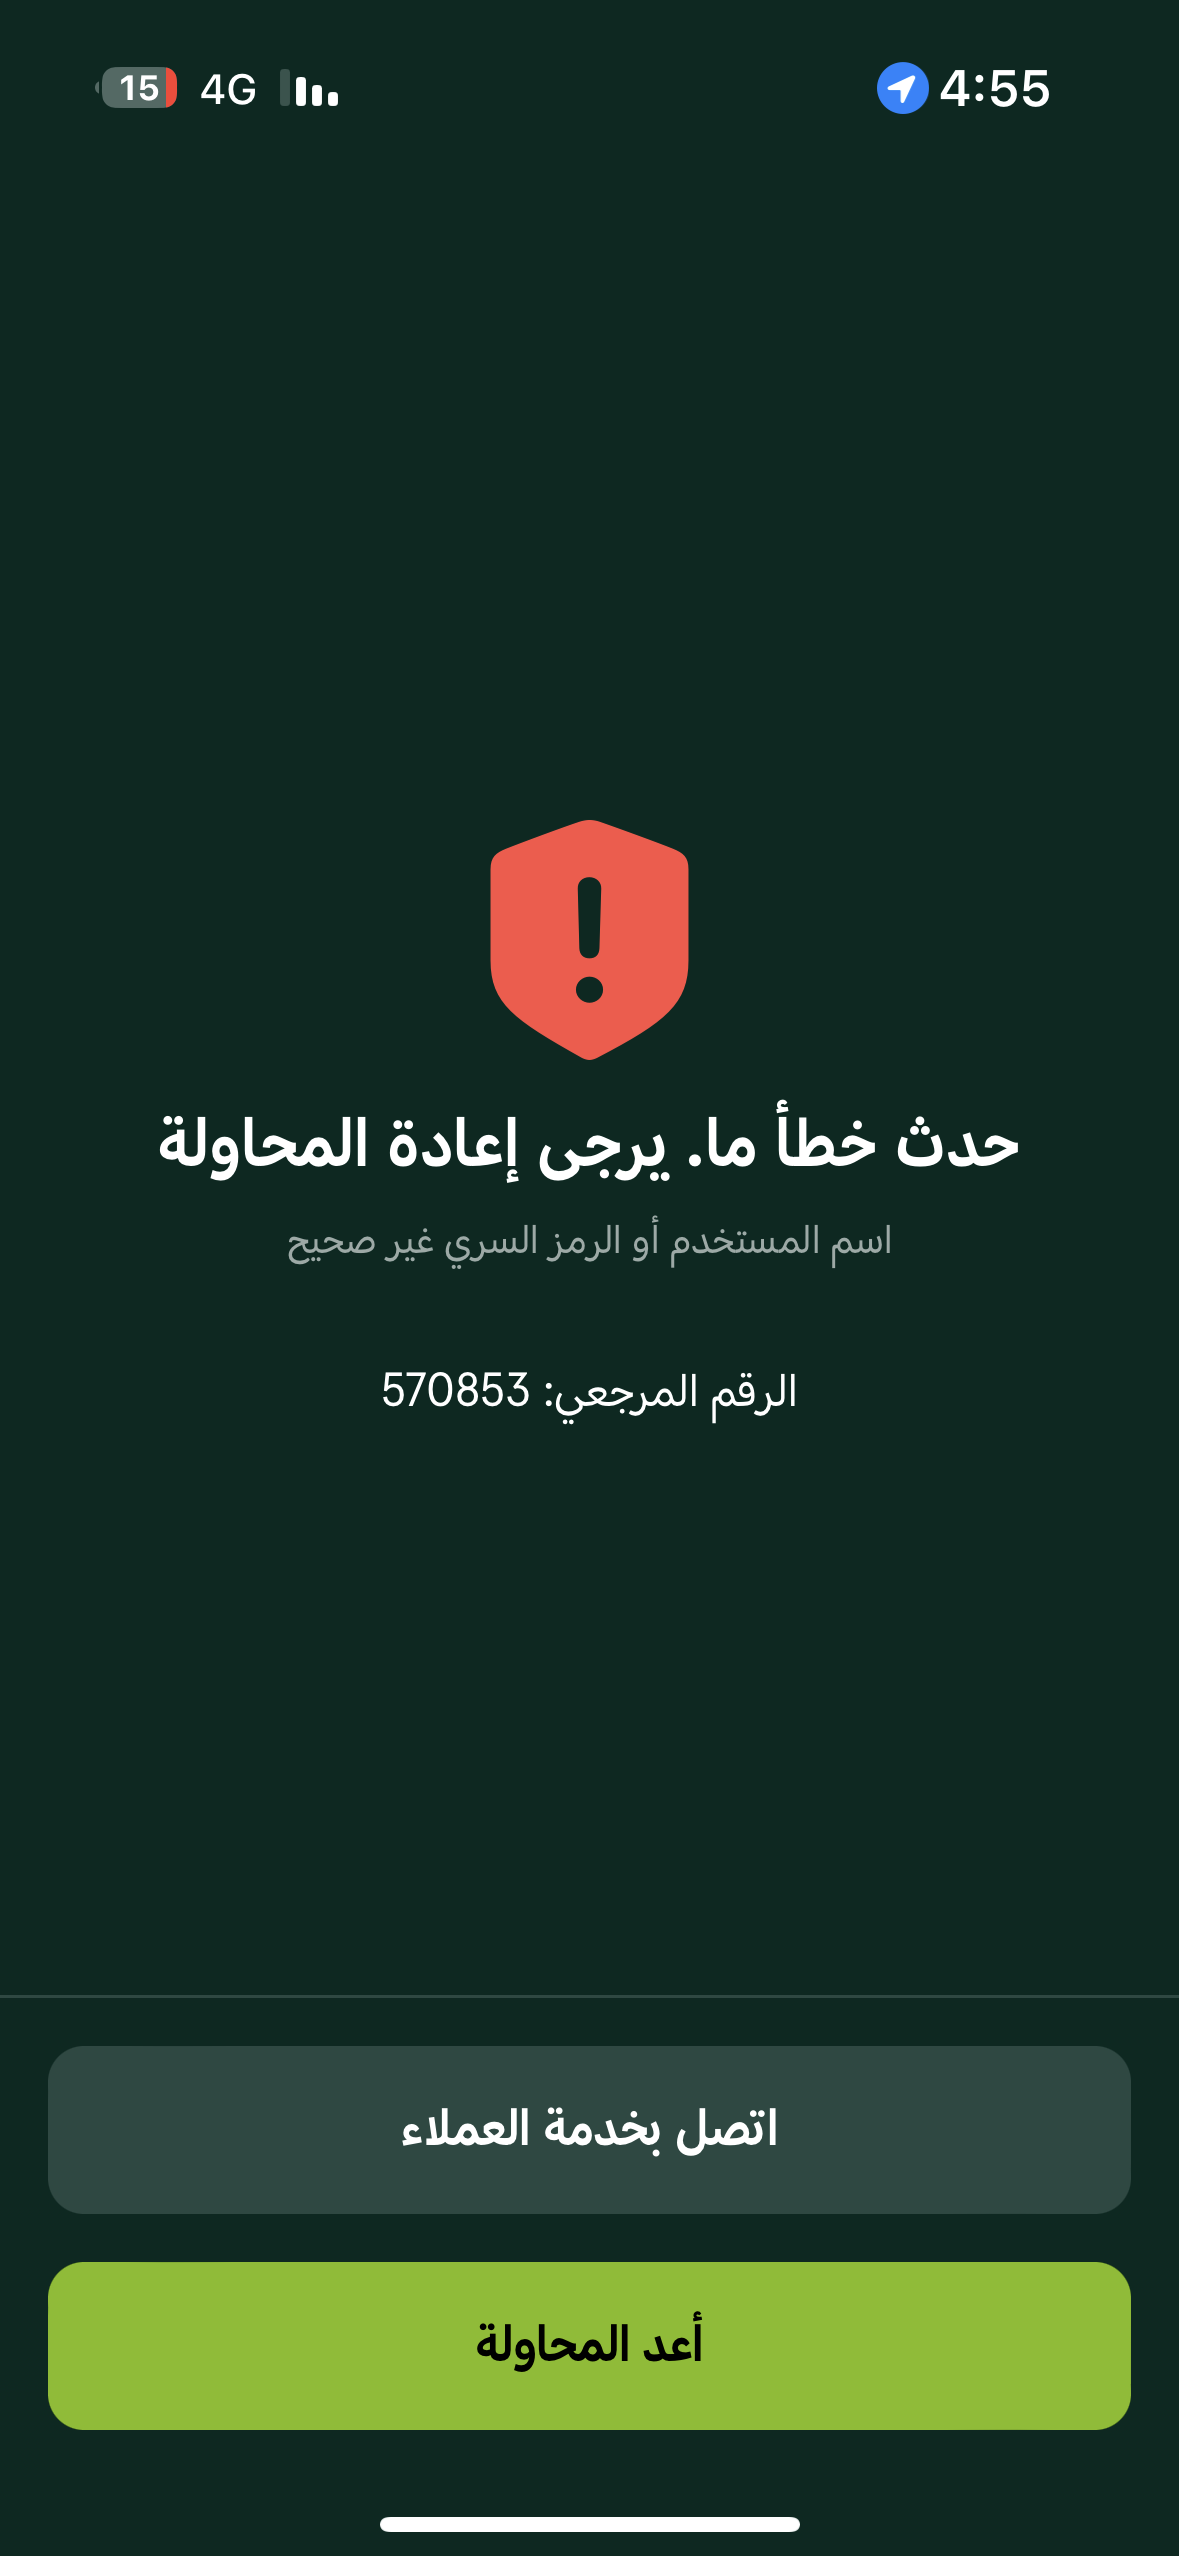 4:55
4G
15
حدث خطأ ما. يرجى إعادة المحاولة
اسم المستخدم أو الرمز السري غير صحيح
الرقم المرجعي: 570853
اتصل بخدمة العملاء
أعد المحاولة